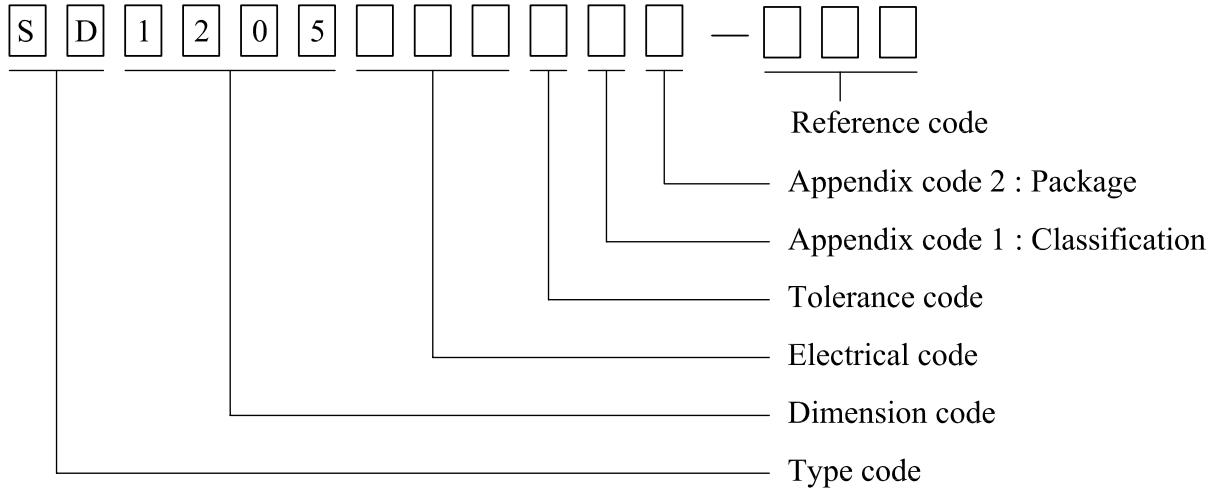 S D 1 2 0 5 —
Reference code
Appendix code 2 : Package
Appendix code 1 : Classification
Tolerance code
Electrical code
Dimension code
Type code